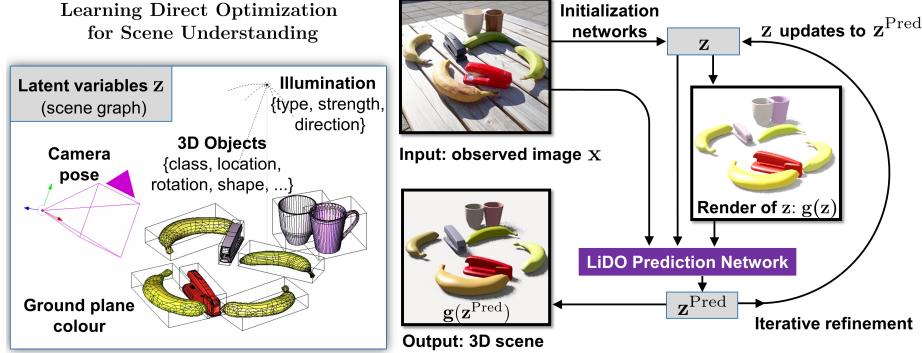 Learning Direct Optimization
for Scene Understanding
Latent variables z
(scene graph)
Illumination
{type, strength,
direction}
3D Objects
{class, location,
rotation, shape, ...}
Camera
pose
Ground plane
colour
Input: observed image x
Initialization
networks
z
z updates to z^Pred
Render of z: g(z)
LiDO Prediction Network
z^Pred
Iterative refinement
g(z^Pred)
Output: 3D scene